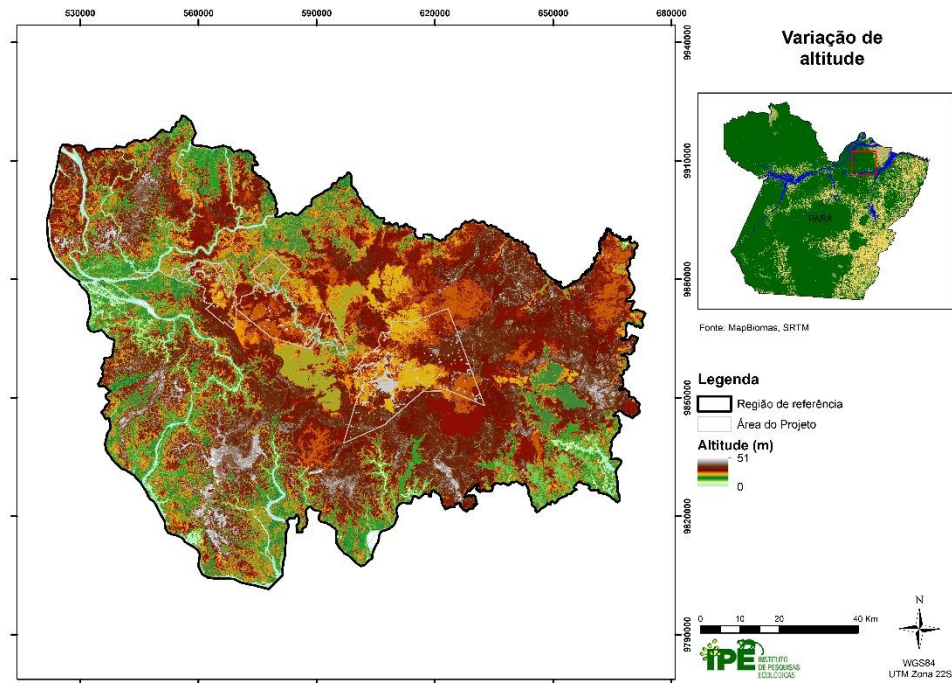 530000 560000 590000 620000 650000 680000
9940000
9910000
9880000
9850000
9820000
9790000
Variação de
altitude
PARÁ
Fonte: MapBiomas, SRTM
Legenda
Região de referência
Área do Projeto
Altitude (m)
51
0
0 10 20 40 Km
N
WGS84
UTM Zona 22S
IPÊ INSTITUTO
DE PESQUISAS
ECOLÓGICAS